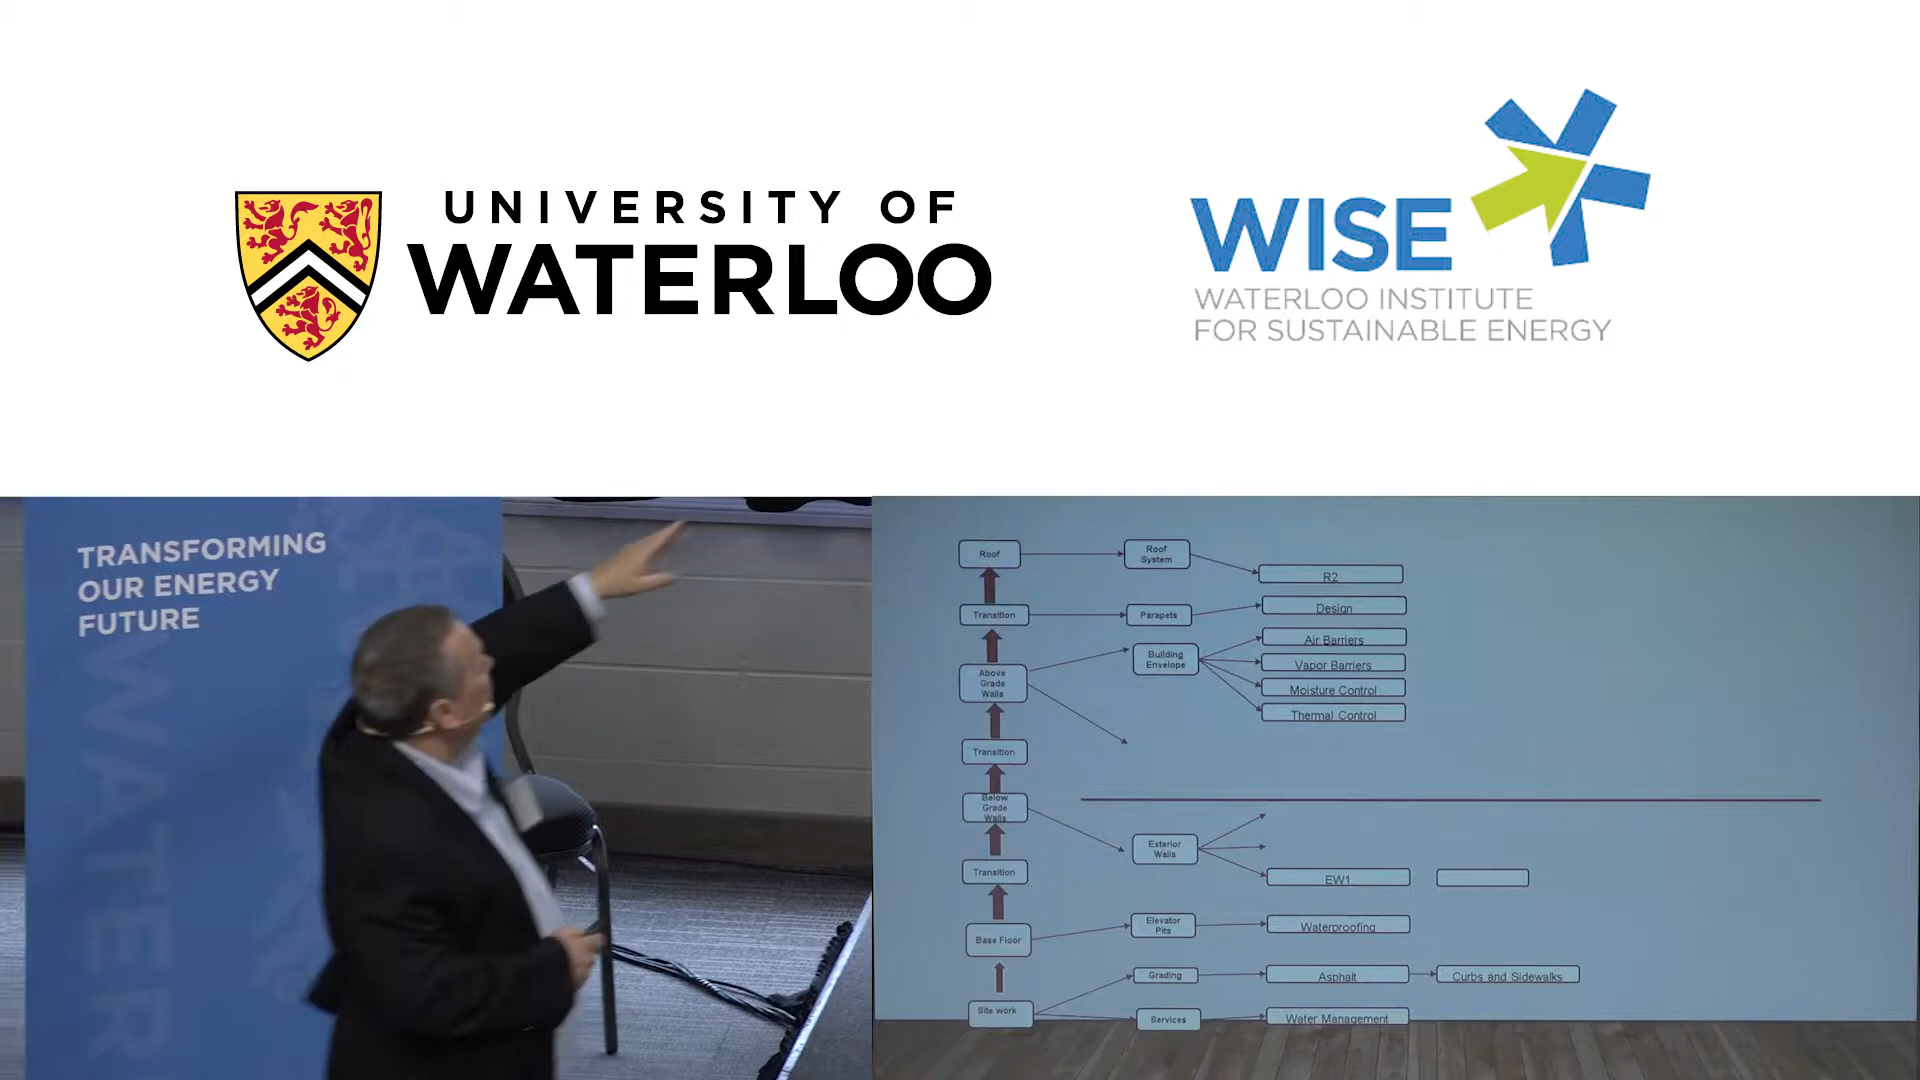 UNIVERSITY OF
WATERLOO
WISE
WATERLOO INSTITUTE
FOR SUSTAINABLE ENERGY
TRANSFORMING
OUR ENERGY
FUTURE
WATER
Roof
Roof
System
R2
Transition
Parapets
Design
Above
Grade
Walls
Building
Envelope
Air Barriers
Vapor Barriers
Moisture Control
Thermal Control
Transition
Below
Grade
Walls
Exterior
Walls
EW1
Transition
Base Floor
Elevator
Pits
Waterproofing
Grading
Asphalt
Curbs and Sidewalks
Site work
Services
Water Management